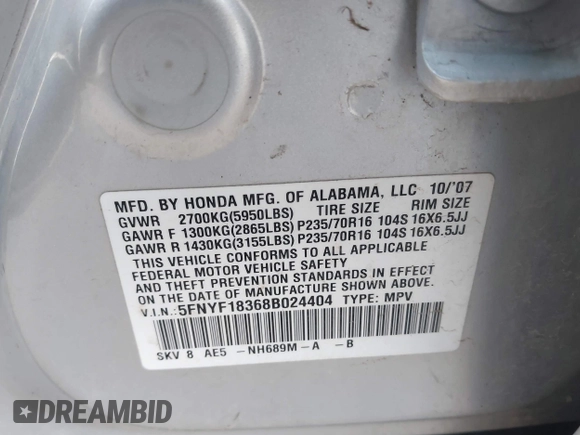 MFD. BY HONDA MFG. OF ALABAMA, LLC 10/'07
GVWR 2700KG(5950LBS) TIRE SIZE RIM SIZE
GAWR F 1300KG(2865LBS) P235/70R16 104S 16X6.5JJ
GAWR R 1430KG(3155LBS) P235/70R16 104S 16X6.5JJ
THIS VEHICLE CONFORMS TO ALL APPLICABLE
FEDERAL MOTOR VEHICLE SAFETY
AND THEFT PREVENTION STANDARDS IN EFFECT
ON THE DATE OF MANUFACTURE SHOWN ABOVE.
V.I.N.: 5FNYF18368B024404 TYPE: MPV
SKV 8 AE5 -NH689M-A -B
DREAMBID